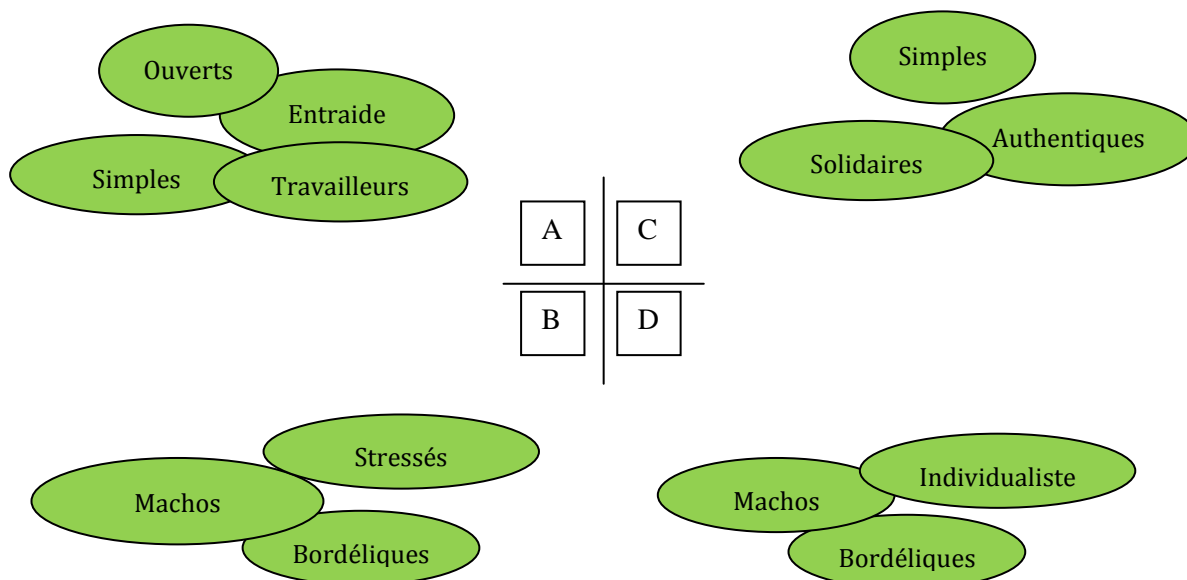 Ouverts
Entraide
Simples
Travailleurs
Simples
Authentiques
Solidaires
A
C
B
D
Stressés
Machos
Bordéliques
Individualiste
Machos
Bordéliques